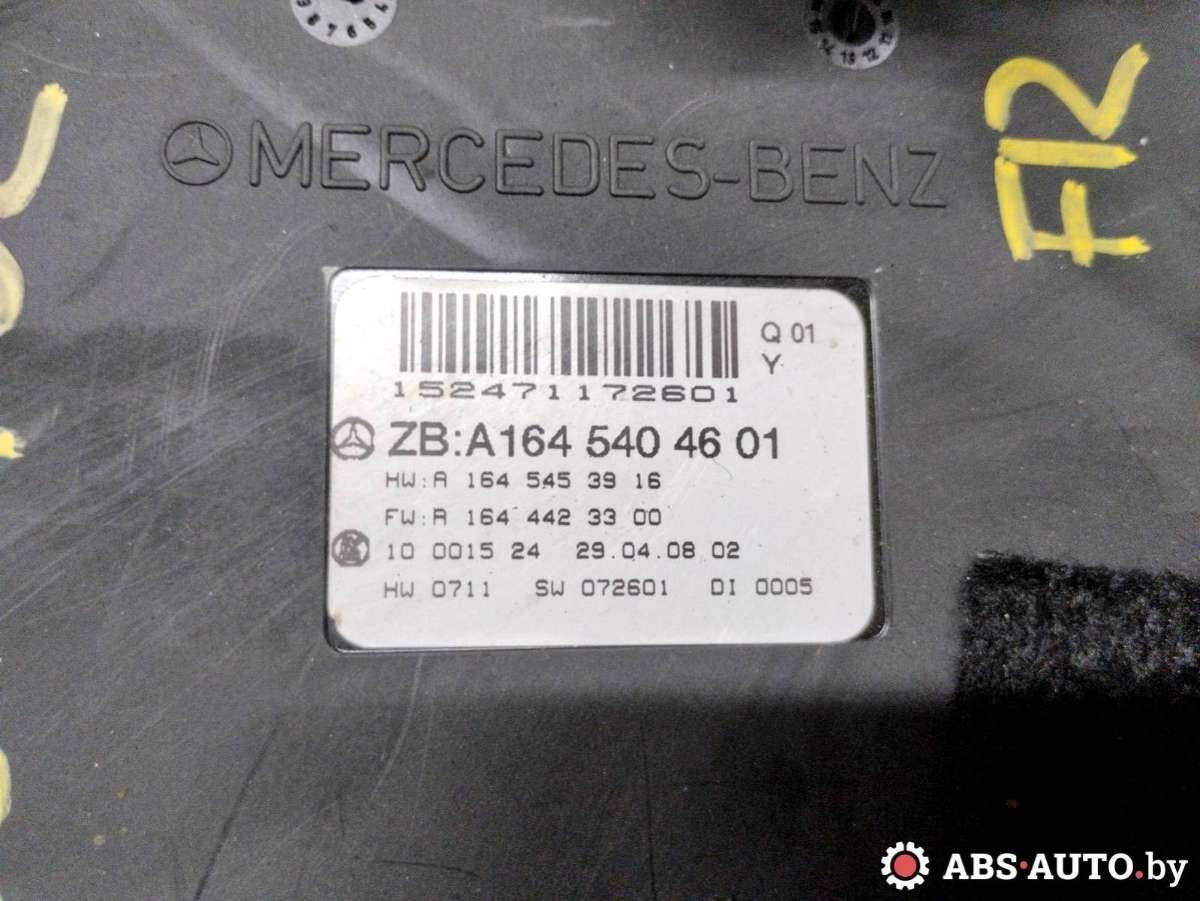 MERCEDES-BENZ
F12
Q 01
Y
152471172601
ZB:A164 540 46 01
HW:A 164 545 39 16
FW:A 164 442 33 00
10 0015 24 29.04.08 02
HW 0711 SW 072601 DI 0005
ABS·AUTO.by